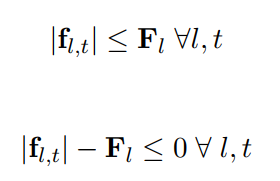 |f_{l,t}| ≤ F_l ∀l, t
|f_{l,t}| − F_l ≤ 0 ∀ l, t